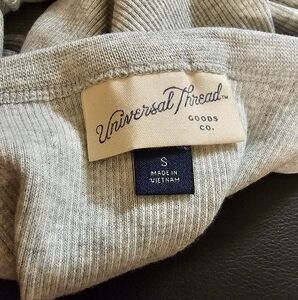 Universal Thread™
GOODS
CO.
S
MADE IN
VIETNAM